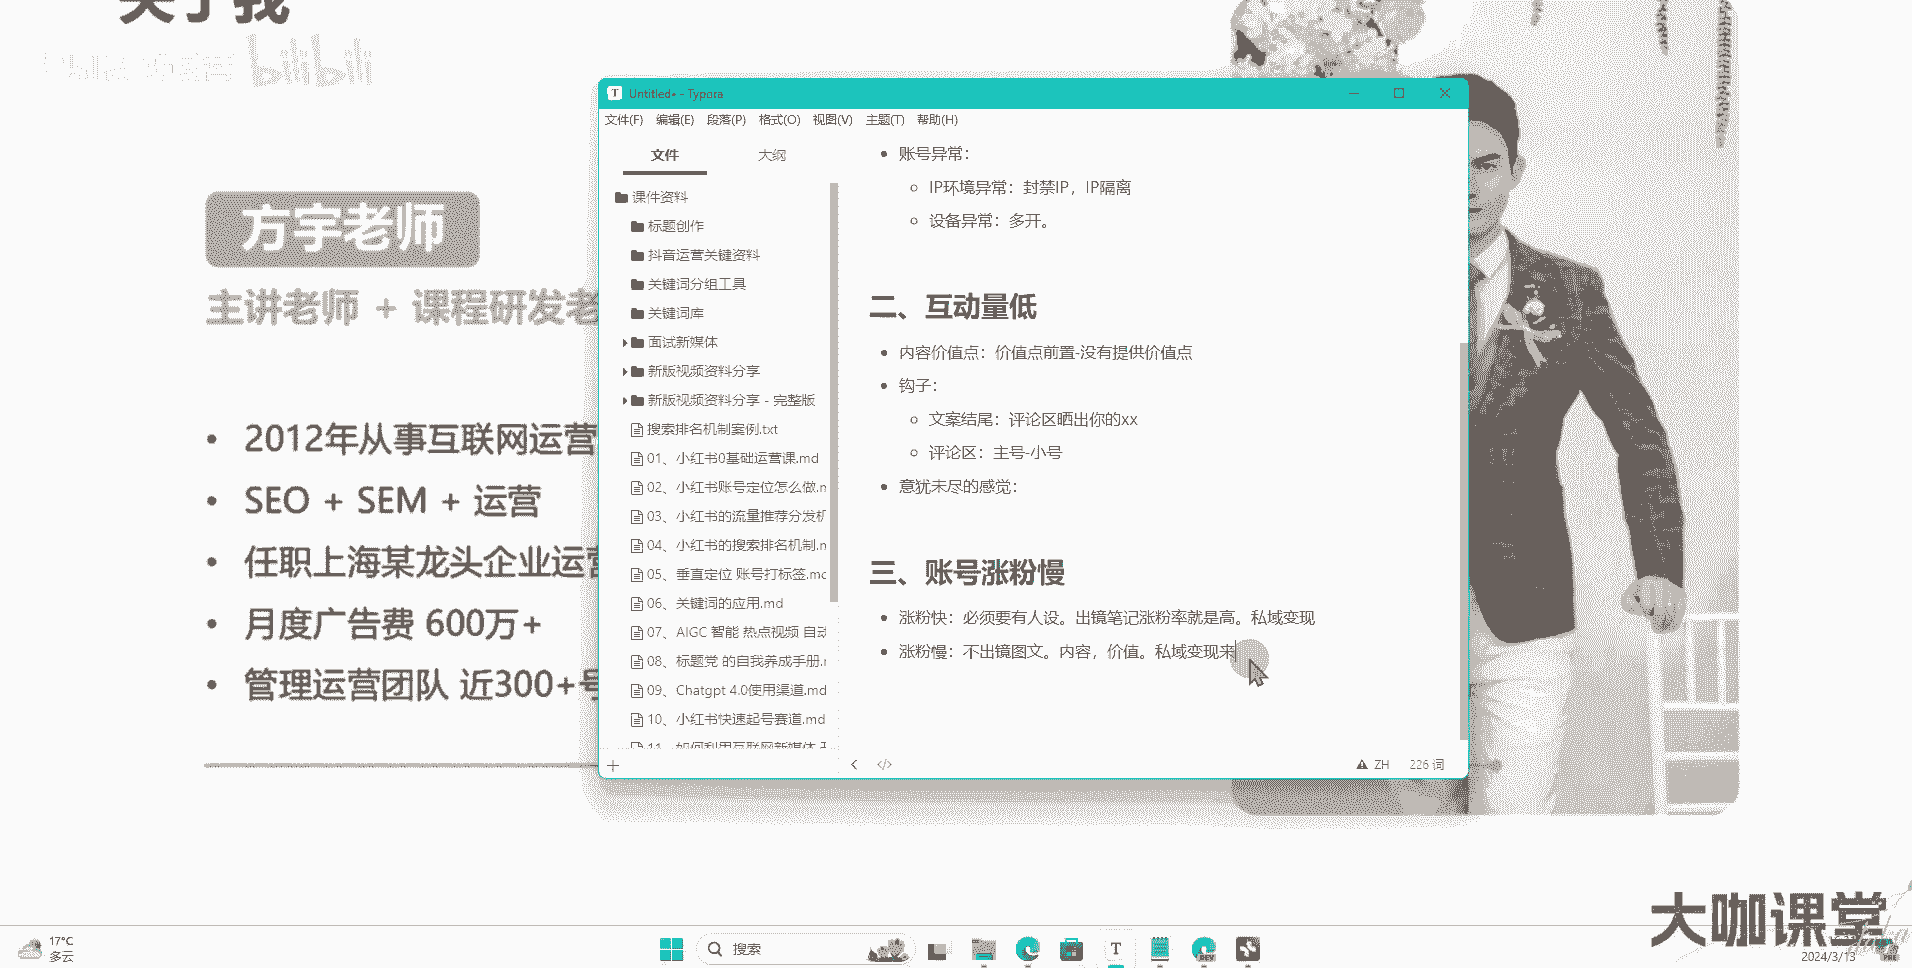 关于我
bilibili
方宇老师
主讲老师 + 课程研发老
2012年从事互联网运营
SEO + SEM + 运营
任职上海某龙头企业运营
月度广告费 600万+
管理运营团队 近300+号
Untitled• - Typora
文件(F) 编辑(E) 段落(P) 格式(O) 视图(V) 主题(T) 帮助(H)
文件 大纲
课件资料
标题创作
抖音运营关键资料
关键词分组工具
关键词库
面试新媒体
新版视频资料分享
新版视频资料分享 - 完整版
搜索排名机制案例.txt
01、小红书0基础运营课.md
02、小红书账号定位怎么做.m
03、小红书的流量推荐分发机
04、小红书的搜索排名机制.m
05、垂直定位 账号打标签.md
06、关键词的应用.md
07、AIGC 智能 热点视频 自动
08、标题党 的自我养成手册.m
09、Chatgpt 4.0使用渠道.md
10、小红书快速起号赛道.md
11、如何利用互联网新媒体
账号异常：
IP环境异常：封禁IP，IP隔离
设备异常：多开。
二、互动量低
内容价值点：价值点前置-没有提供价值点
钩子：
文案结尾：评论区晒出你的xx
评论区：主号-小号
意犹未尽的感觉：
三、账号涨粉慢
涨粉快：必须要有人设。出镜笔记涨粉率就是高。私域变现
涨粉慢：不出镜图文。内容，价值。私域变现来
ZH 226 词
大咖课堂
17°C
多云
搜索
DEV
2024/3/13
PRE